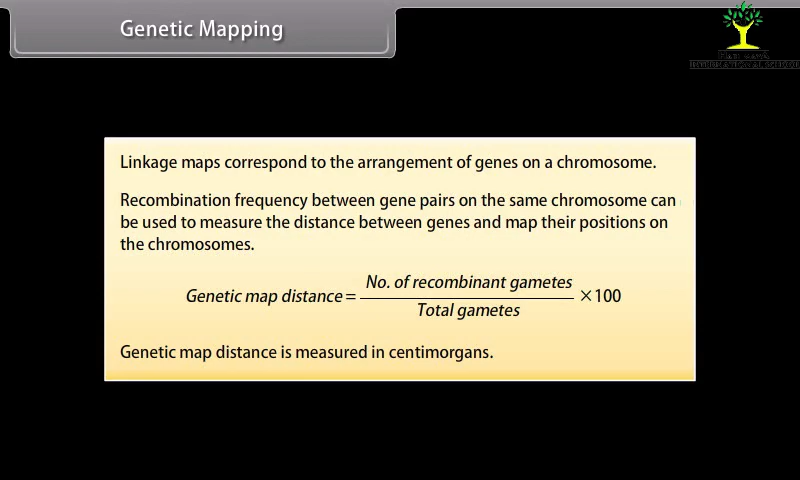 Genetic Mapping
INTERNATIONAL SCHOOL
Linkage maps correspond to the arrangement of genes on a chromosome.
Recombination frequency between gene pairs on the same chromosome can
be used to measure the distance between genes and map their positions on
the chromosomes.
Genetic map distance = No. of recombinant gametes / Total gametes × 100
Genetic map distance is measured in centimorgans.